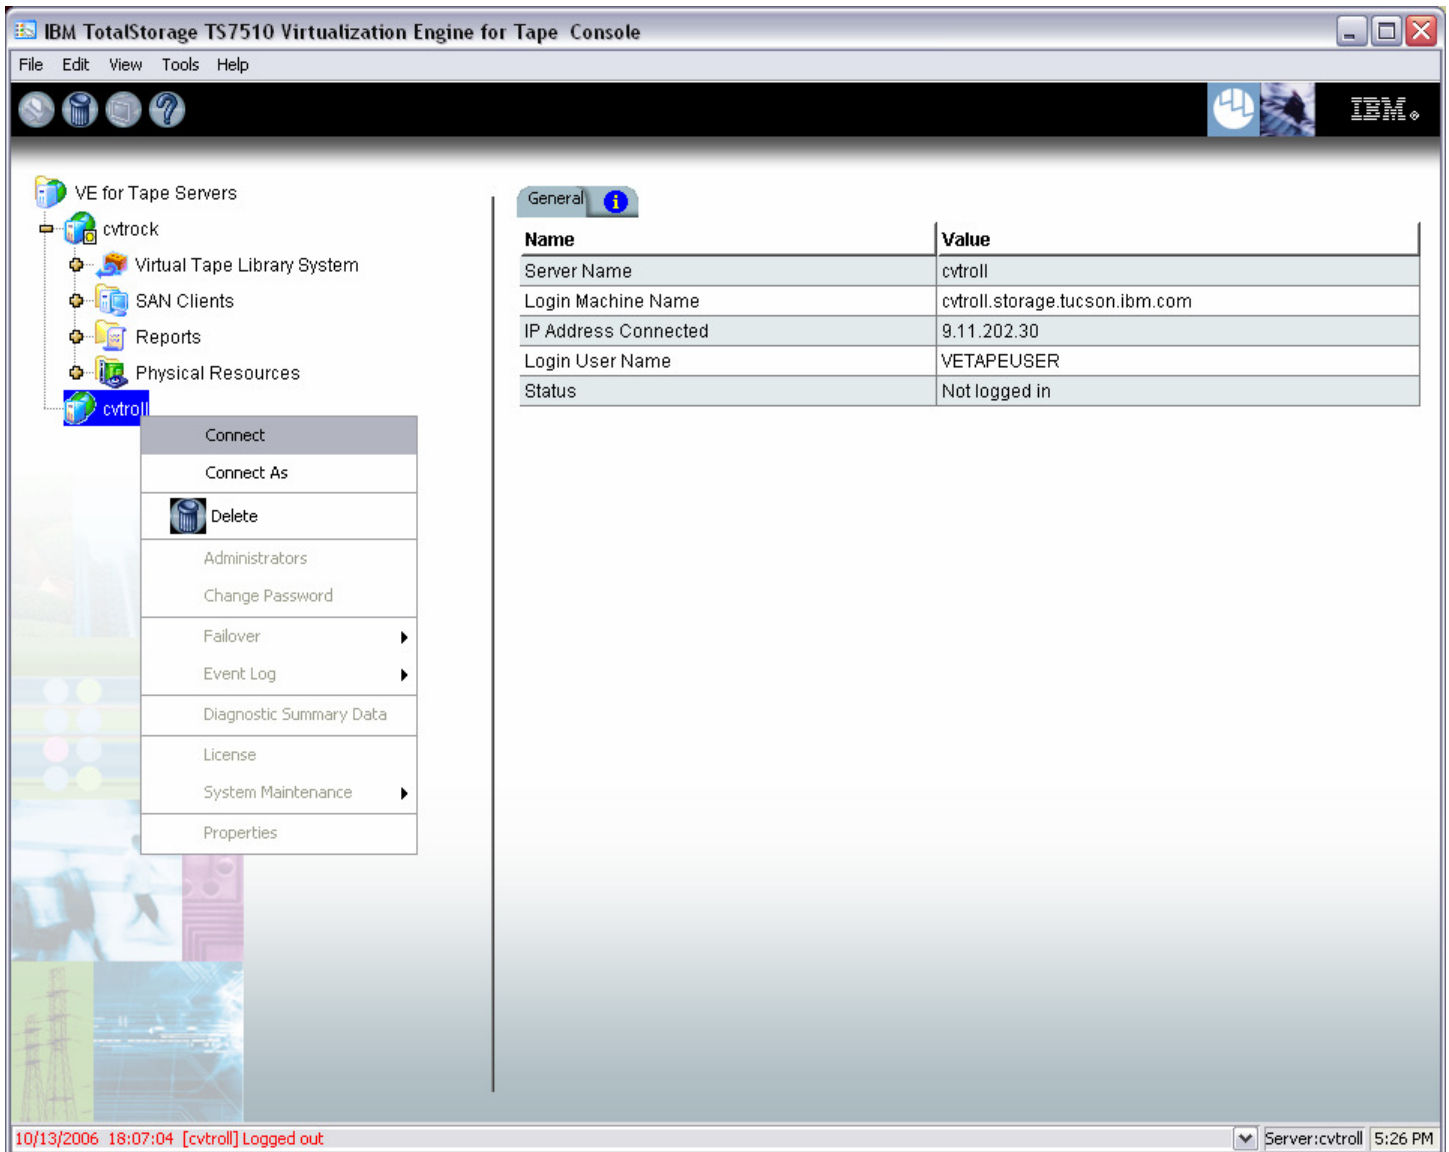 IBM TotalStorage TS7510 Virtualization Engine for Tape Console
File Edit View Tools Help
IBM
VE for Tape Servers
cvtrock
Virtual Tape Library System
SAN Clients
Reports
Physical Resources
cvtroll
Connect
Connect As
Delete
Administrators
Change Password
Failover
Event Log
Diagnostic Summary Data
License
System Maintenance
Properties
General
Name Value
Server Name cvtroll
Login Machine Name cvtroll.storage.tucson.ibm.com
IP Address Connected 9.11.202.30
Login User Name VETAPEUSER
Status Not logged in
10/13/2006 18:07:04 [cvtroll] Logged out
Server:cvtroll 5:26 PM